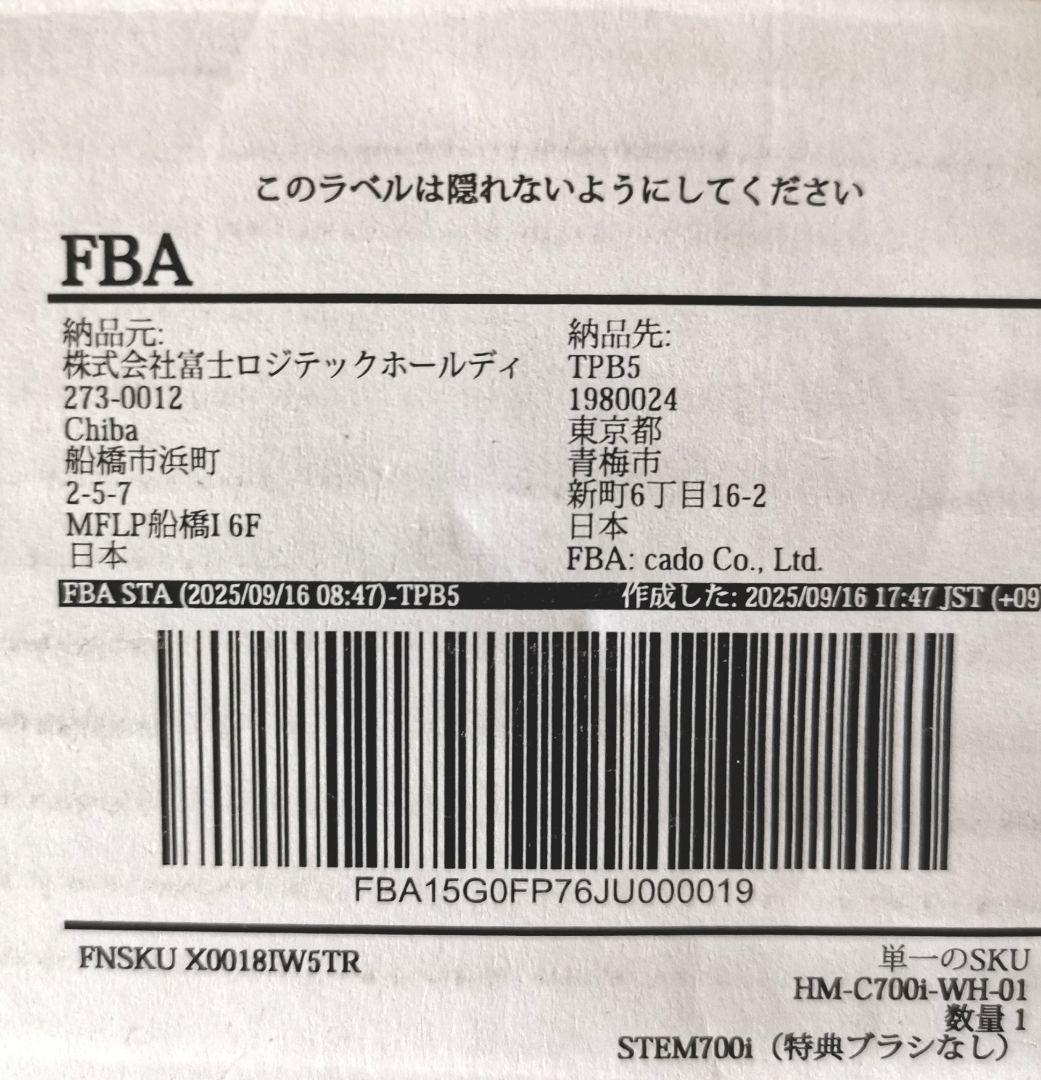 このラベルは隠れないようにしてください
FBA
納品元:
株式会社富士ロジテックホールディ
273-0012
Chiba
船橋市浜町
2-5-7
MFLP船橋I 6F
日本
納品先:
TPB5
1980024
東京都
青梅市
新町6丁目16-2
日本
FBA: cado Co., Ltd.
FBA STA (2025/09/16 08:47)-TPB5
作成した: 2025/09/16 17:47 JST (+09
FBA15G0FP76JU000019
FNSKU X0018IW5TR
単一のSKU
HM-C700i-WH-01
数量 1
STEM700i（特典ブラシなし）